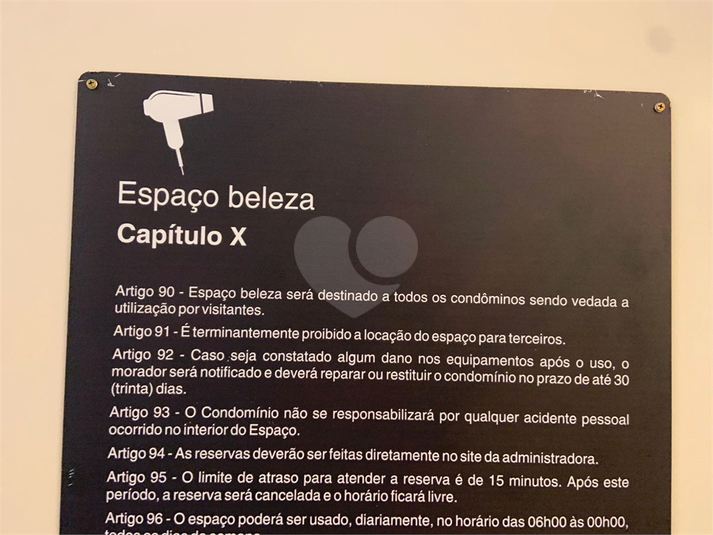 Espaço beleza
Capítulo X
Artigo 90 - Espaço beleza será destinado a todos os condôminos sendo vedada a
utilização por visitantes.
Artigo 91 - É terminantemente proibido a locação do espaço para terceiros.
Artigo 92 - Caso seja constatado algum dano nos equipamentos após o uso, o
morador será notificado e deverá reparar ou restituir o condomínio no prazo de até 30
(trinta) dias.
Artigo 93 - O Condomínio não se responsabilizará por qualquer acidente pessoal
ocorrido no interior do Espaço.
Artigo 94 - As reservas deverão ser feitas diretamente no site da administradora.
Artigo 95 - O limite de atraso para atender a reserva é de 15 minutos. Após este
período, a reserva será cancelada e o horário ficará livre.
Artigo 96 - O espaço poderá ser usado, diariamente, no horário das 06h00 às 00h00,